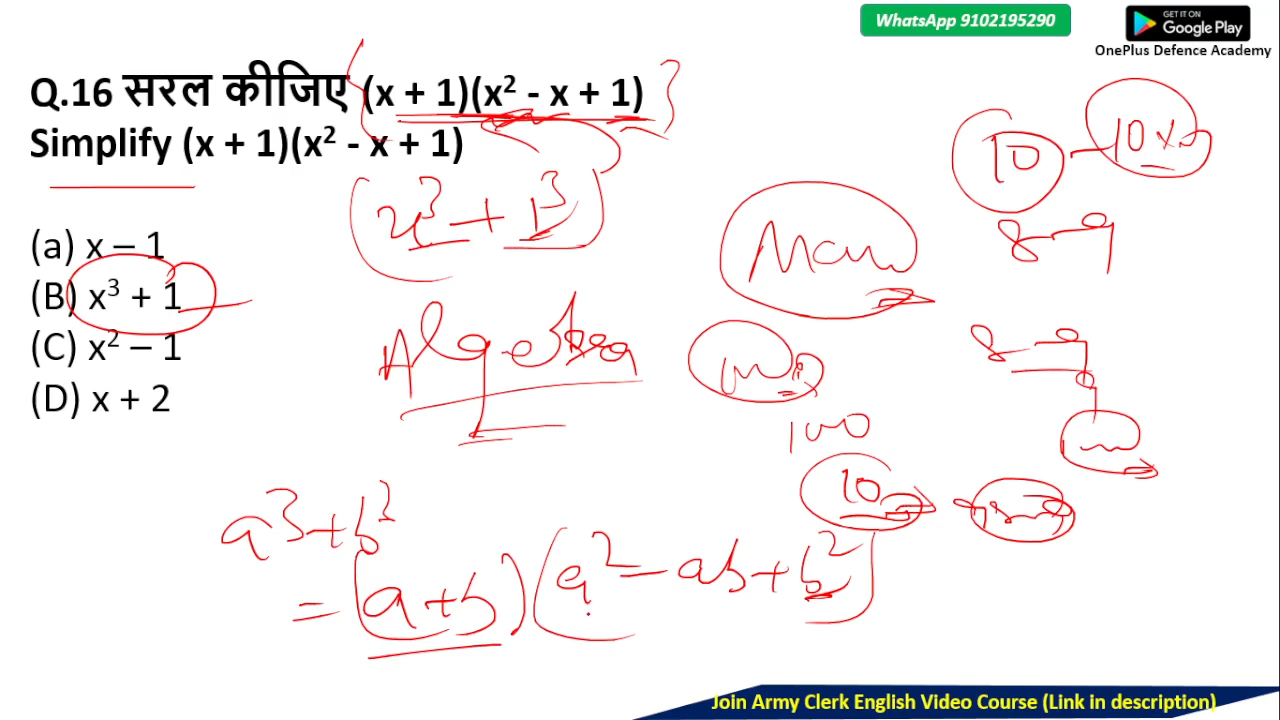 WhatsApp 9102195290
GET IT ON
Google Play
OnePlus Defence Academy
Q.16 सरल कीजिए (x + 1)(x² - x + 1)
Simplify (x + 1)(x² - x + 1)
(x³ + 1³)
10 - 10
(a) x – 1
(B) x³ + 1
(C) x² – 1
(D) x + 2
Algebra
100
10
a³+b³
= (a+b) (a² - ab + b²)
Join Army Clerk English Video Course (Link in description)